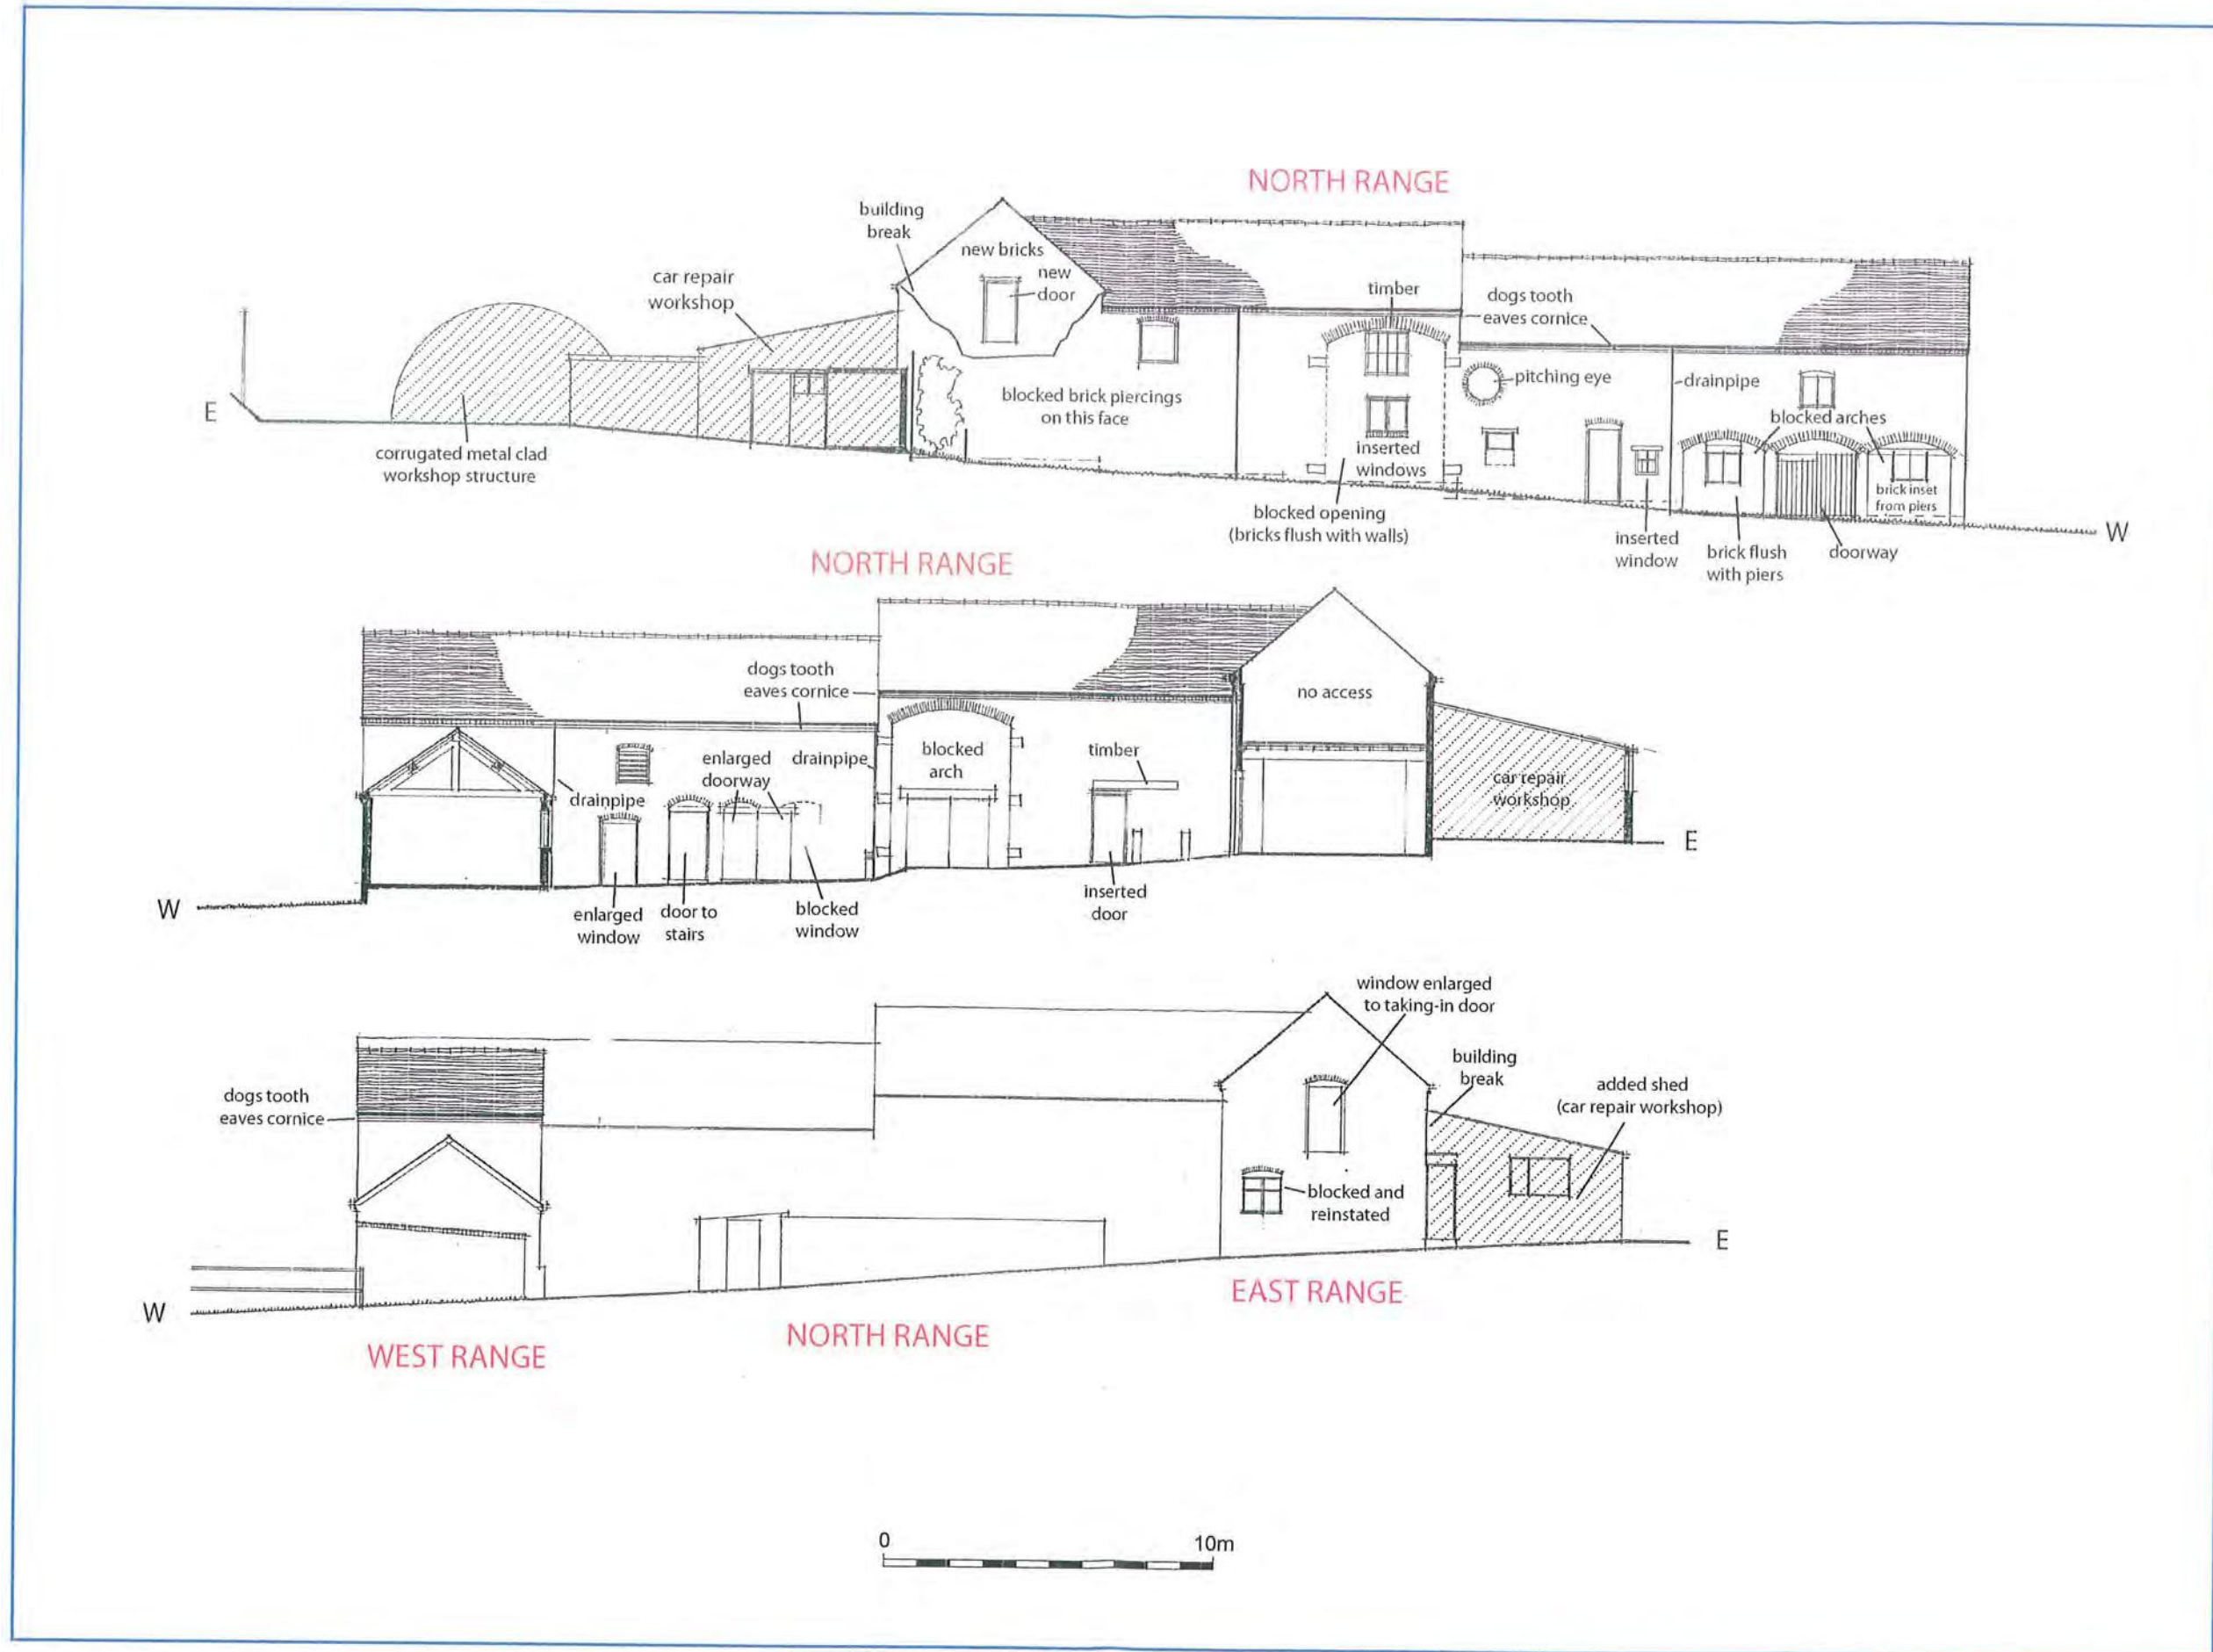 NORTH RANGE
building
break
new bricks
new
door
car repair
workshop
timber
dogs tooth
eaves cornice
pitching eye
drainpipe
blocked arches
blocked brick piercings
on this face
E
corrugated metal clad
workshop structure
inserted
windows
brick inset
from piers
blocked opening
(bricks flush with walls)
inserted
window
brick flush
with piers
doorway
W
NORTH RANGE
dogs tooth
eaves cornice
no access
enlarged
doorway
drainpipe
blocked
arch
timber
drainpipe
car repair
workshop
E
W
enlarged
window
door to
stairs
blocked
window
inserted
door
window enlarged
to taking-in door
building
break
added shed
(car repair workshop)
dogs tooth
eaves cornice
blocked and
reinstated
E
EAST RANGE
W
NORTH RANGE
WEST RANGE
0
10m